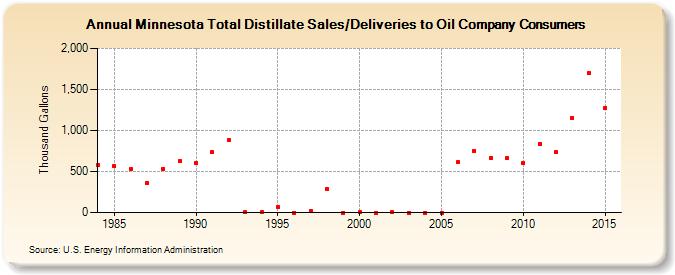 Annual Minnesota Total Distillate Sales/Deliveries to Oil Company Consumers
Thousand Gallons
2,000
1,500
1,000
500
0
1985 1990 1995 2000 2005 2010 2015
Source: U.S. Energy Information Administration